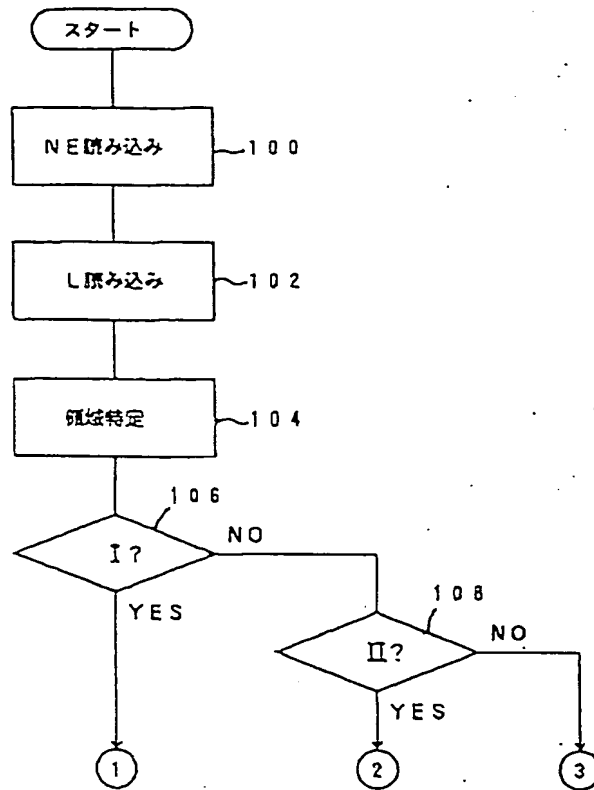 スタート
NE読み込み
100
L読み込み
102
領域特定
104
106
I?
NO
YES
108
II?
NO
YES
1
2
3